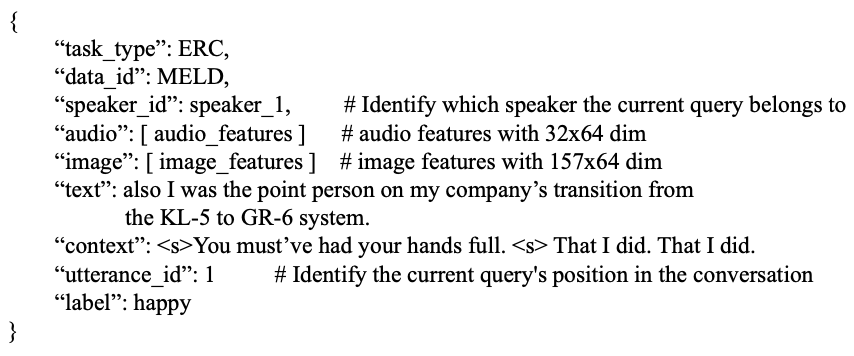 {
“task_type”: ERC,
“data_id”: MELD,
“speaker_id”: speaker_1, # Identify which speaker the current query belongs to
“audio”: [ audio_features ] # audio features with 32x64 dim
“image”: [ image_features ] # image features with 157x64 dim
“text”: also I was the point person on my company’s transition from
the KL-5 to GR-6 system.
“context”: <s>You must’ve had your hands full. <s> That I did. That I did.
“utterance_id”: 1 # Identify the current query's position in the conversation
“label”: happy
}